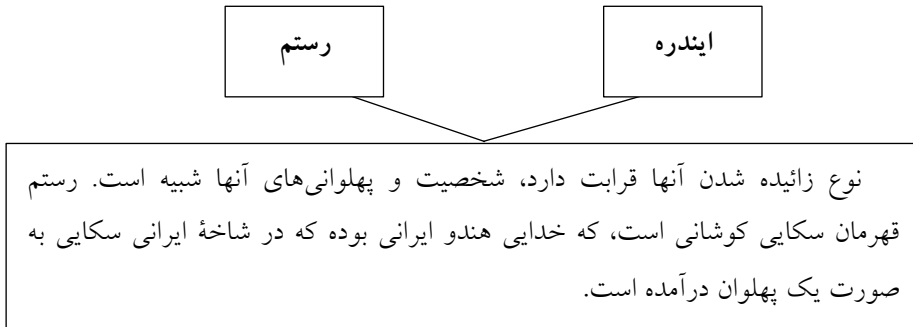 ایندره
رستم
نوع زائیده شدن آنها قرابت دارد، شخصیت و پهلوانی‌های آنها شبیه است. رستم
قهرمان سکایی کوشانی است، که خدایی هندو ایرانی بوده که در شاخهٔ ایرانی سکایی به
صورت یک پهلوان درآمده است.